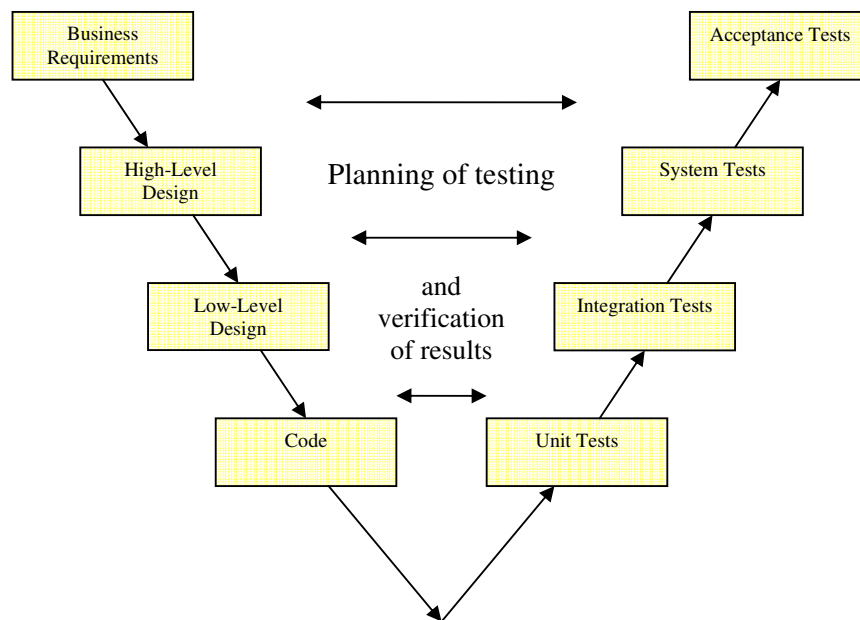 Business
Requirements
Acceptance Tests
High-Level
Design
Planning of testing
System Tests
Low-Level
Design
and
verification
of results
Integration Tests
Code
Unit Tests